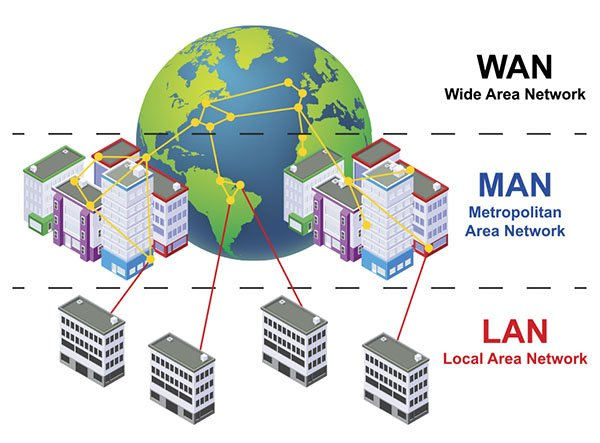 WAN
Wide Area Network
MAN
Metropolitan
Area Network
LAN
Local Area Network